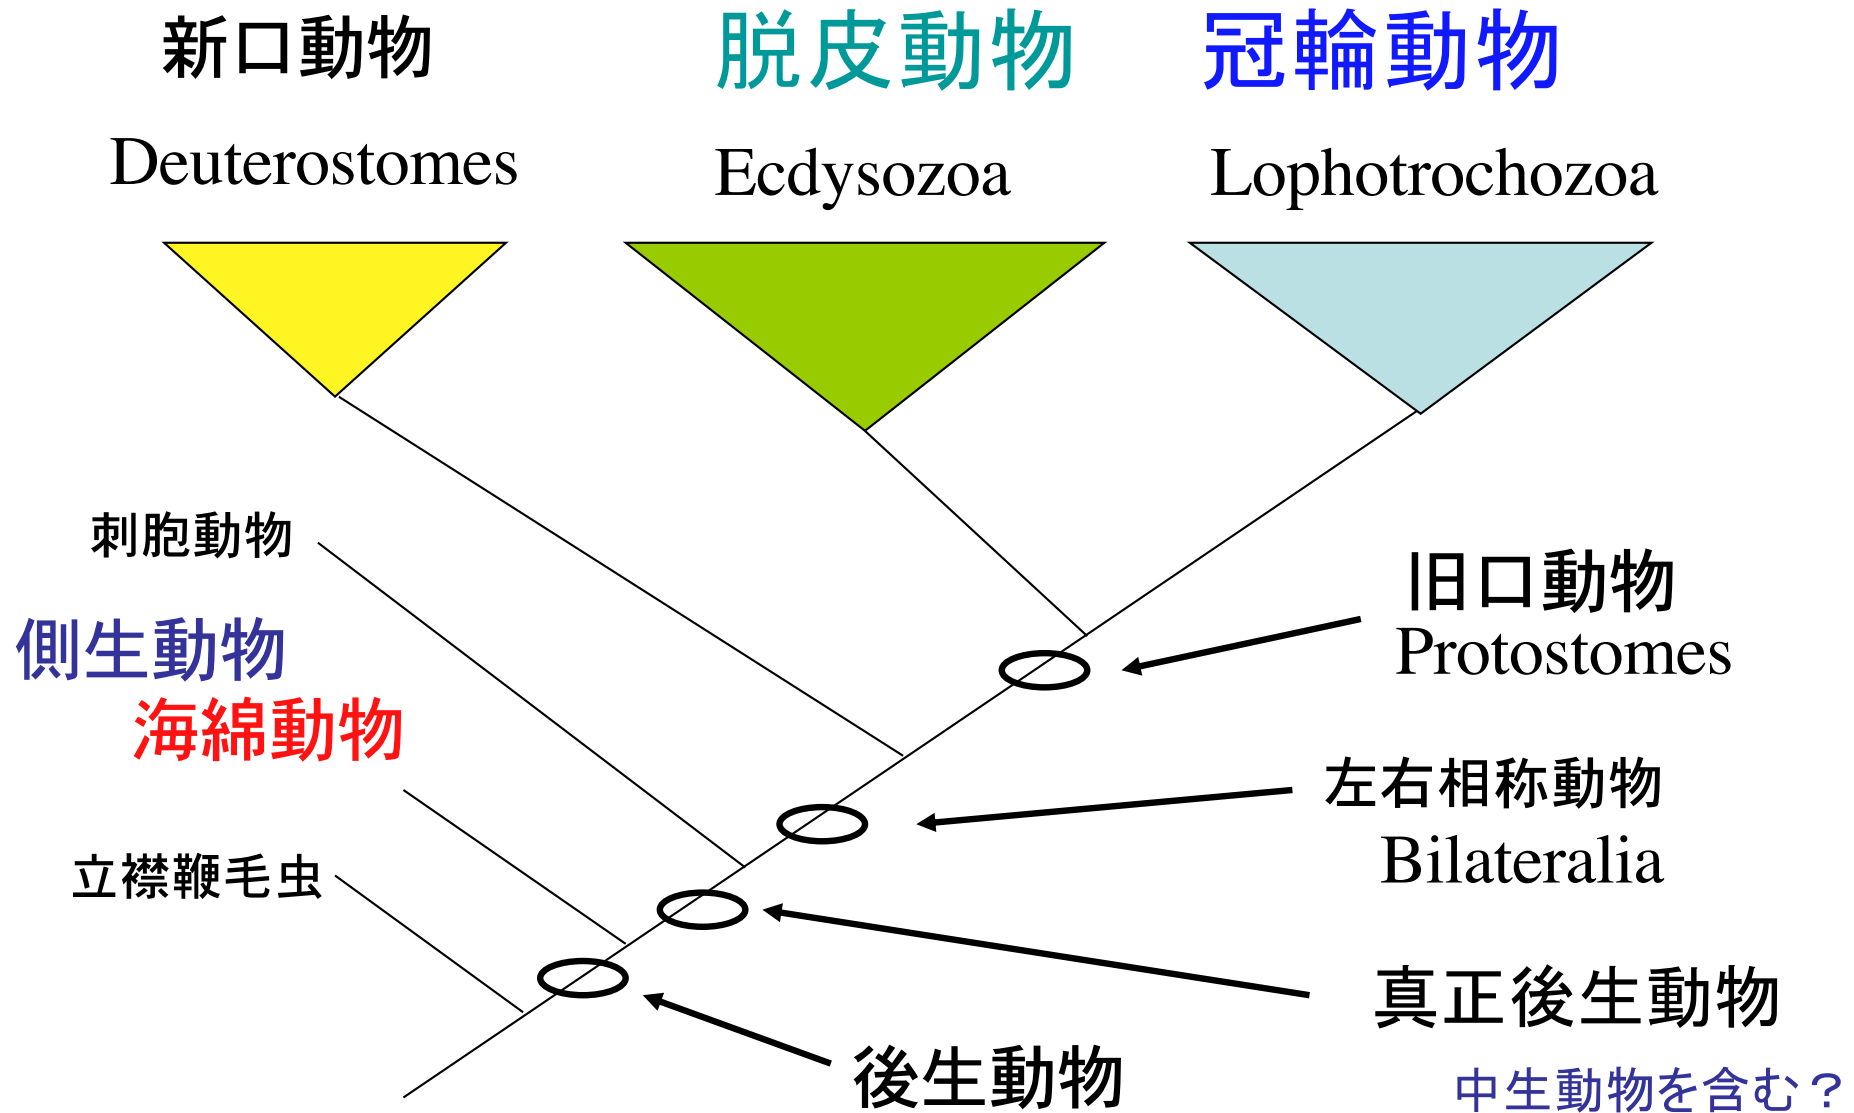 新口動物
脱皮動物
冠輪動物
Deuterostomes
Ecdysozoa
Lophotrochozoa
刺胞動物
側生動物
海綿動物
立襟鞭毛虫
旧口動物
Protostomes
左右相称動物
Bilateralia
真正後生動物
後生動物
中生動物を含む？